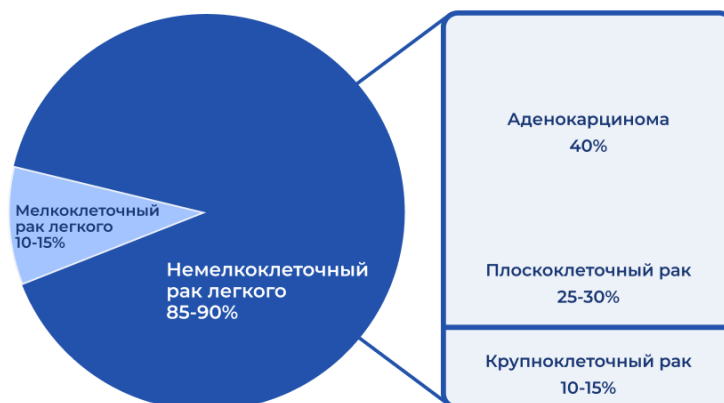 Мелкоклеточный
рак легкого
10-15%
Немелкоклеточный
рак легкого
85-90%
Аденокарцинома
40%
Плоскоклеточный рак
25-30%
Крупноклеточный рак
10-15%